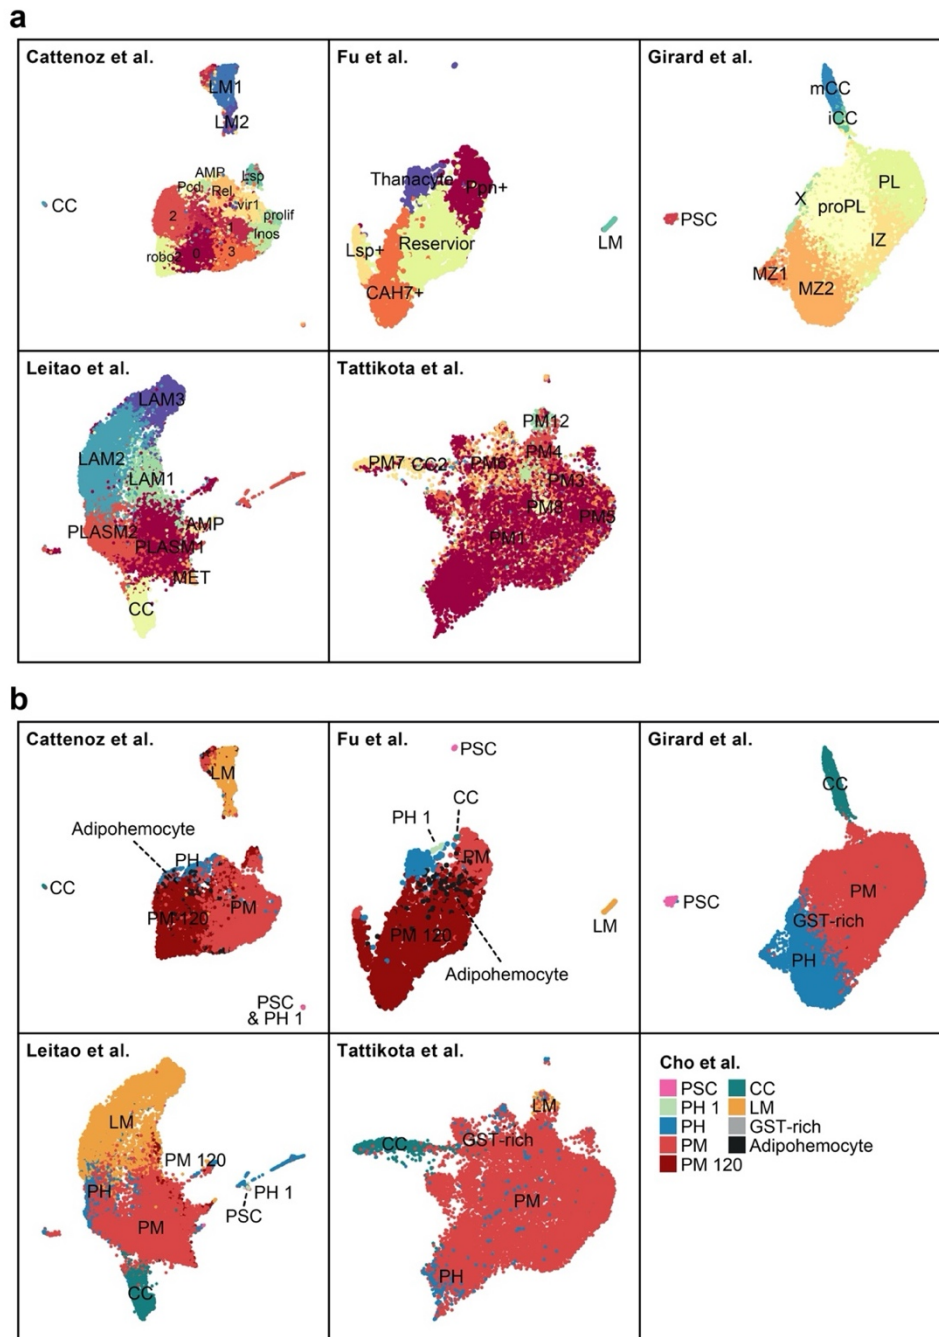 a
Cattenoz et al.
LM1
LM2
AMP
Lsp
Pcd
Rel
vir1
CC
2
prolif
1
Inos
robo2
0
3
Fu et al.
Thanacyte
Ppn+
Lsp+
Reservior
LM
CAH7+
Girard et al.
mCC
iCC
PL
X
proPL
PSC
IZ
MZ1
MZ2
Leitao et al.
LAM3
LAM2
LAM1
AMP
PLASM2
PLASM1
MET
CC
Tattikota et al.
PM12
PM4
PM7
CC2
PM6
PM3
PM8
PM5
PM1
b
Cattenoz et al.
LM
Adipohemocyte
PH
CC
PM 120
PM
PSC
& PH 1
Fu et al.
PSC
CC
PH 1
PM
PM 120
LM
Adipohemocyte
Girard et al.
CC
PM
PSC
GST-rich
PH
Leitao et al.
LM
PM 120
PH
PH 1
PSC
PM
CC
Tattikota et al.
LM
CC
GST-rich
PM
PH
Cho et al.
PSC
CC
PH 1
LM
PH
GST-rich
PM
Adipohemocyte
PM 120